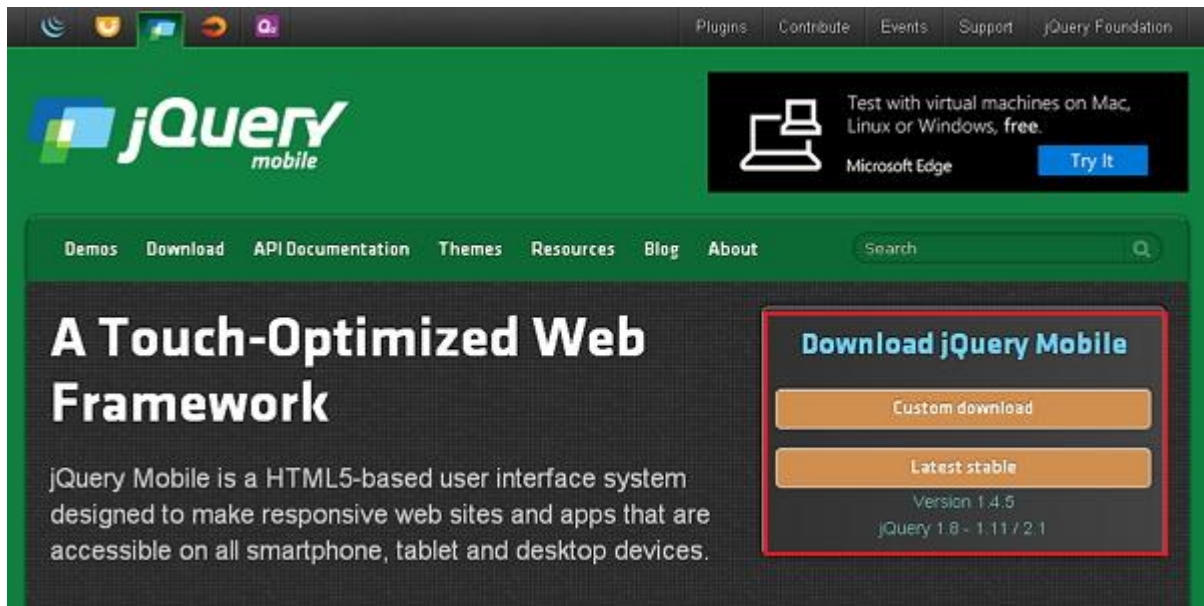 Plugins Contribute Events Support jQuery Foundation
jQuery
mobile
Test with virtual machines on Mac,
Linux or Windows, free.
Microsoft Edge
Try It
Demos Download API Documentation Themes Resources Blog About
Search
A Touch-Optimized Web
Framework
jQuery Mobile is a HTML5-based user interface system
designed to make responsive web sites and apps that are
accessible on all smartphone, tablet and desktop devices.
Download jQuery Mobile
Custom download
Latest stable
Version 1.4.5
jQuery 1.8 - 1.11 / 2.1